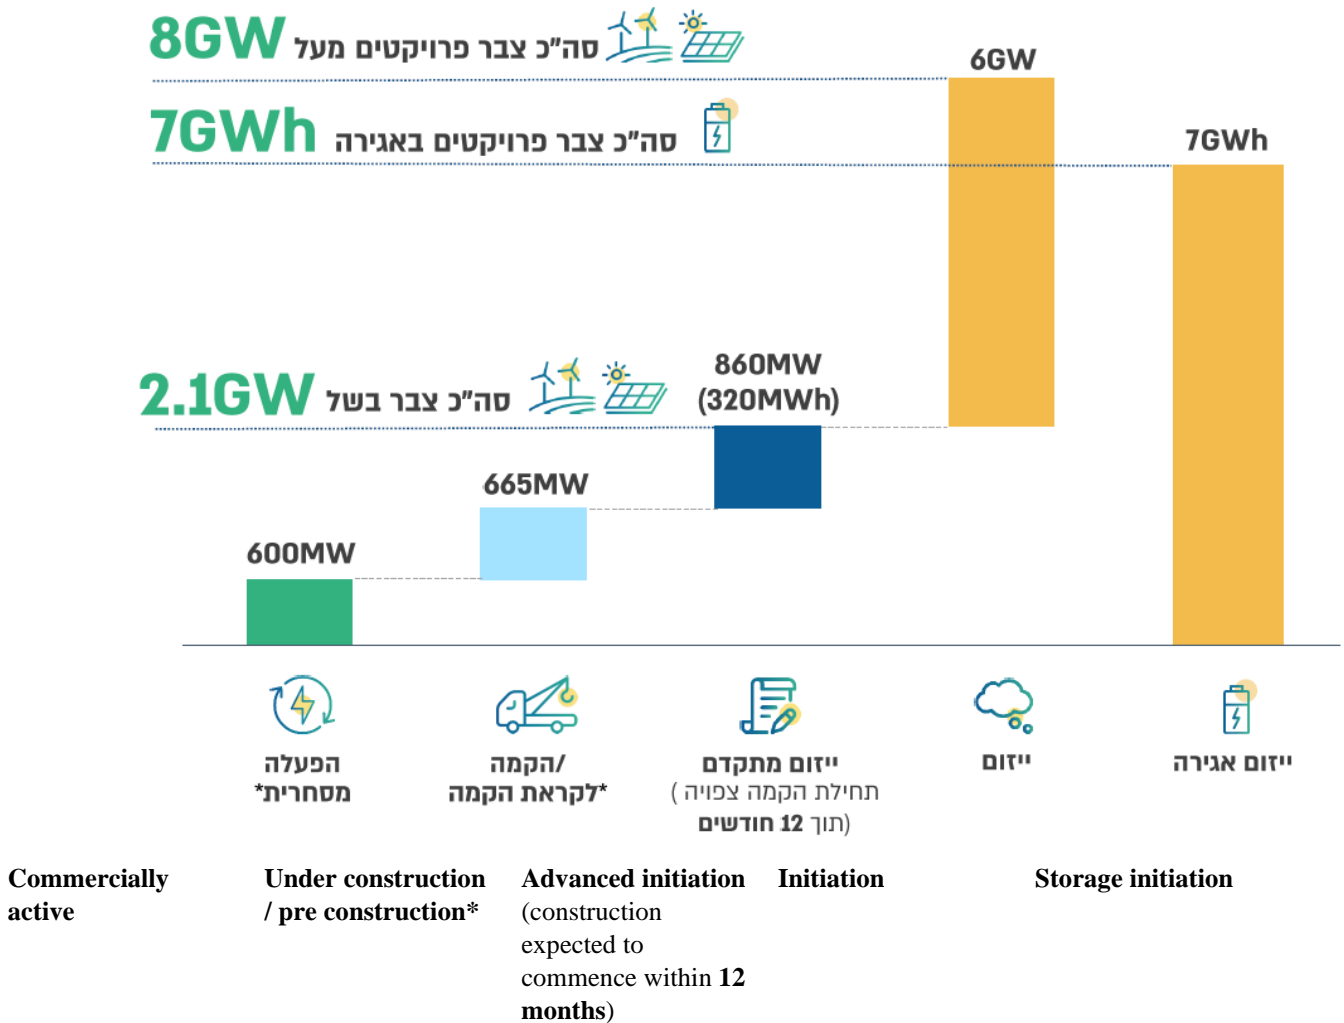 סה"כ צבר פרויקטים מעל 8GW
6GW
סה"כ צבר פרויקטים באגירה 7GWh
7GWh
860MW
(320MWh)
סה"כ צבר בשל 2.1GW
665MW
600MW
הפעלה
מסחרית*
הקמה/
לקראת הקמה*
ייזום מתקדם
( תחילת הקמה צפויה
תוך 12 חודשים)
ייזום
ייזום אגירה
Commercially
active
Under construction
/ pre construction*
Advanced initiation
(construction
expected to
commence within 12
months)
Initiation
Storage initiation